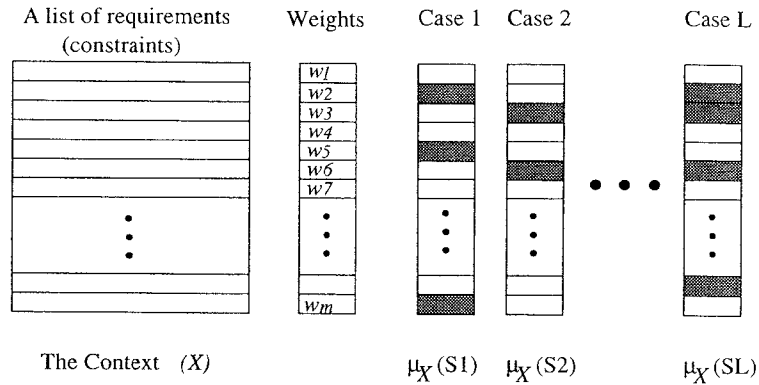 A list of requirements Weights Case 1 Case 2 Case L
(constraints)
w1
w2
w3
w4
w5
w6
w7
wm
The Context (X) μX(S1) μX(S2) μX(SL)